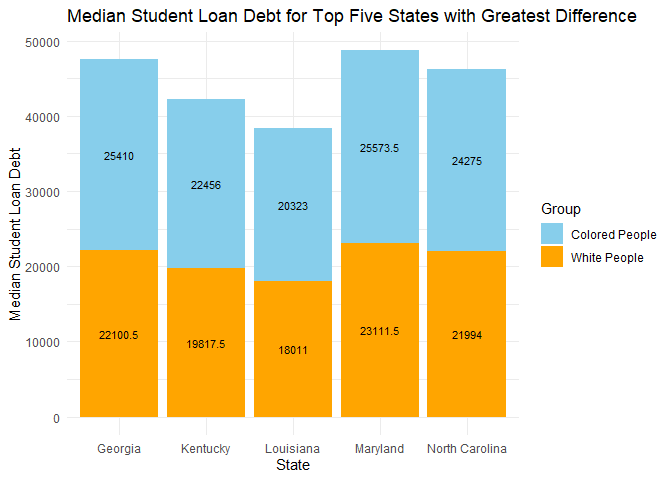 Median Student Loan Debt for Top Five States with Greatest Difference
Median Student Loan Debt
50000
40000
30000
20000
10000
0
25410
22456
20323
25573.5
24275
22100.5
19817.5
18011
23111.5
21994
Georgia
Kentucky
Louisiana
Maryland
North Carolina
State
Group
Colored People
White People